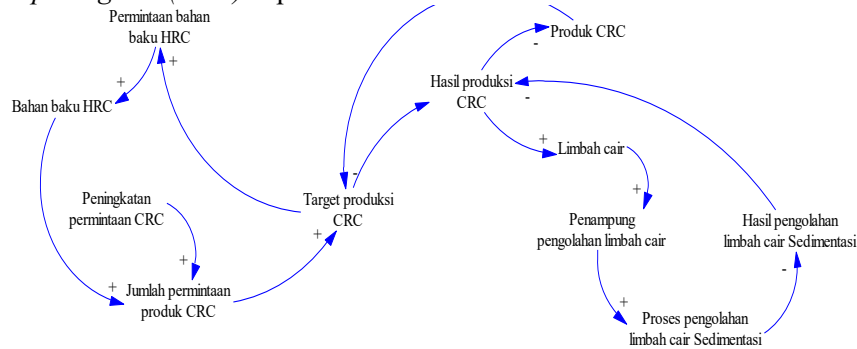 Permintaan bahan
baku HRC
Produk CRC
-
+
+
Bahan baku HRC
Hasil produksi
CRC
-
+
Limbah cair
-
+
Peningkatan
permintaan CRC
Target produksi
CRC
Penampung
pengolahan limbah cair
Hasil pengolahan
limbah cair Sedimentasi
+
+
-
+
Jumlah permintaan
produk CRC
+
Proses pengolahan
limbah cair Sedimentasi